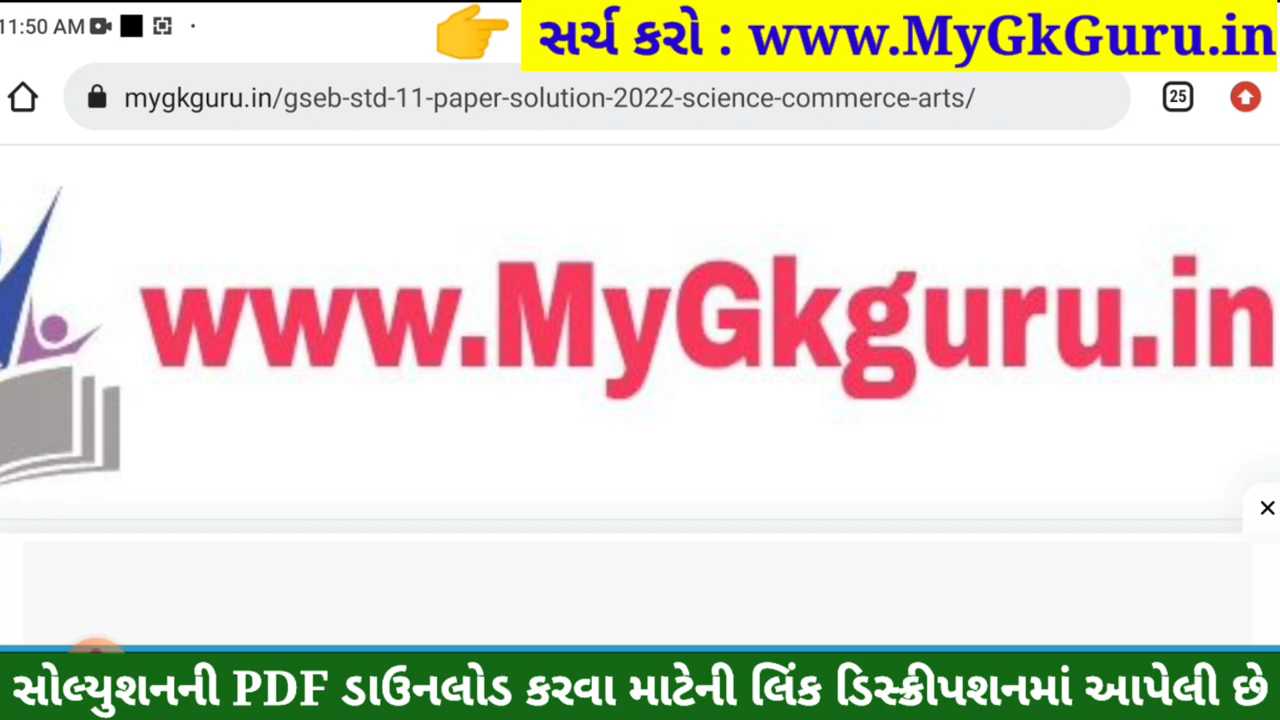 11:50 AM
સર્ચ કરો : www.MyGkGuru.in
mygkguru.in/gseb-std-11-paper-solution-2022-science-commerce-arts/
25
www.MyGkguru.in
સોલ્યુશનની PDF ડાઉનલોડ કરવા માટેની લિંક ડિસ્ક્રીપશનમાં આપેલી છે